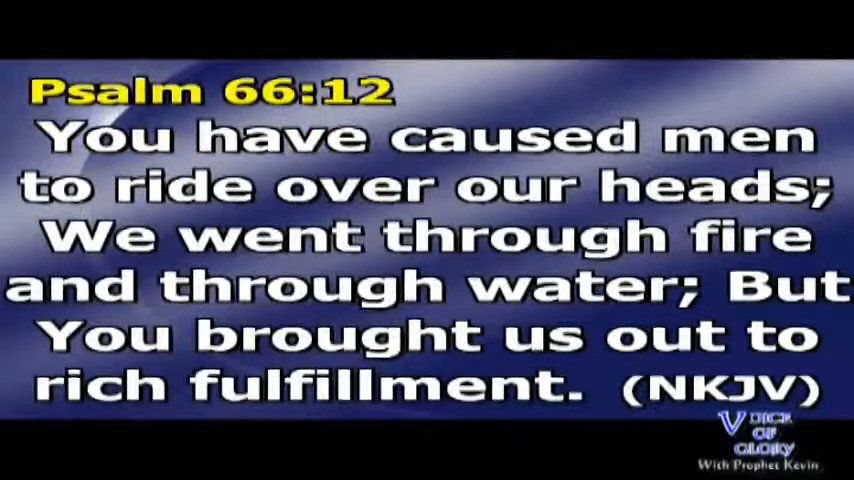 Psalm 66:12
You have caused men
to ride over our heads;
We went through fire
and through water; But
You brought us out to
rich fulfillment. (NKJV)
VOICE
OF
GLORY
With Prophet Kevin